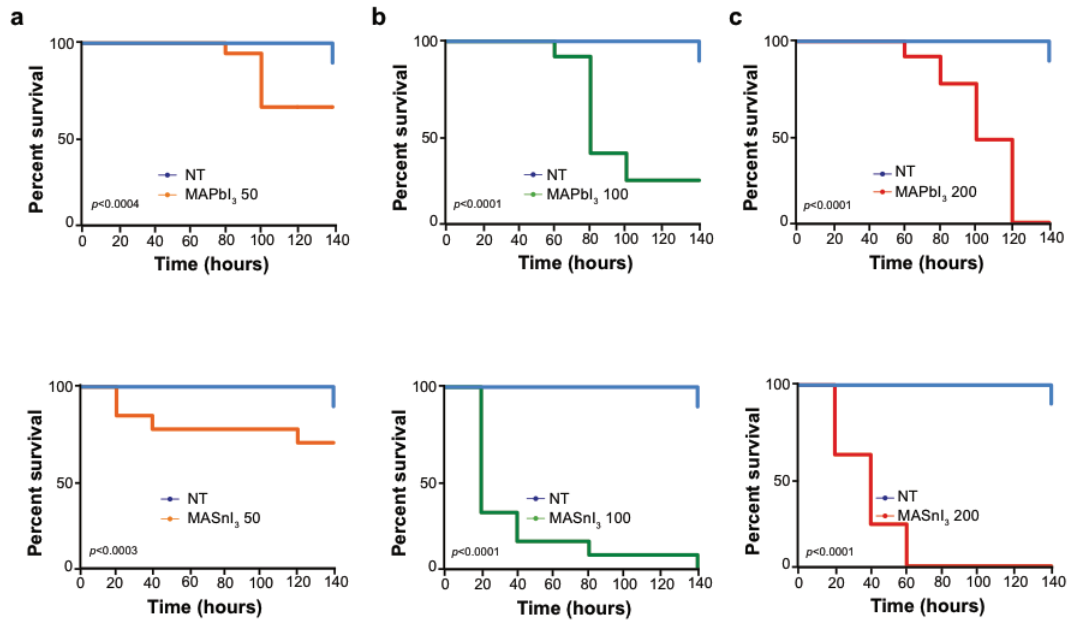 a
100
50
0
Percent survival
NT
MAPbI₃ 50
p<0.0004
0 20 40 60 80 100 120 140
Time (hours)
b
100
50
0
Percent survival
NT
MAPbI₃ 100
p<0.0001
0 20 40 60 80 100 120 140
Time (hours)
c
100
50
0
Percent survival
NT
MAPbI₃ 200
p<0.0001
0 20 40 60 80 100 120 140
Time (hours)
100
50
0
Percent survival
NT
MASnI₃ 50
p<0.0003
0 20 40 60 80 100 120 140
Time (hours)
100
50
0
Percent survival
NT
MASnI₃ 100
p<0.0001
0 20 40 60 80 100 120 140
Time (hours)
100
50
0
Percent survival
NT
MASnI₃ 200
p<0.0001
0 20 40 60 80 100 120 140
Time (hours)